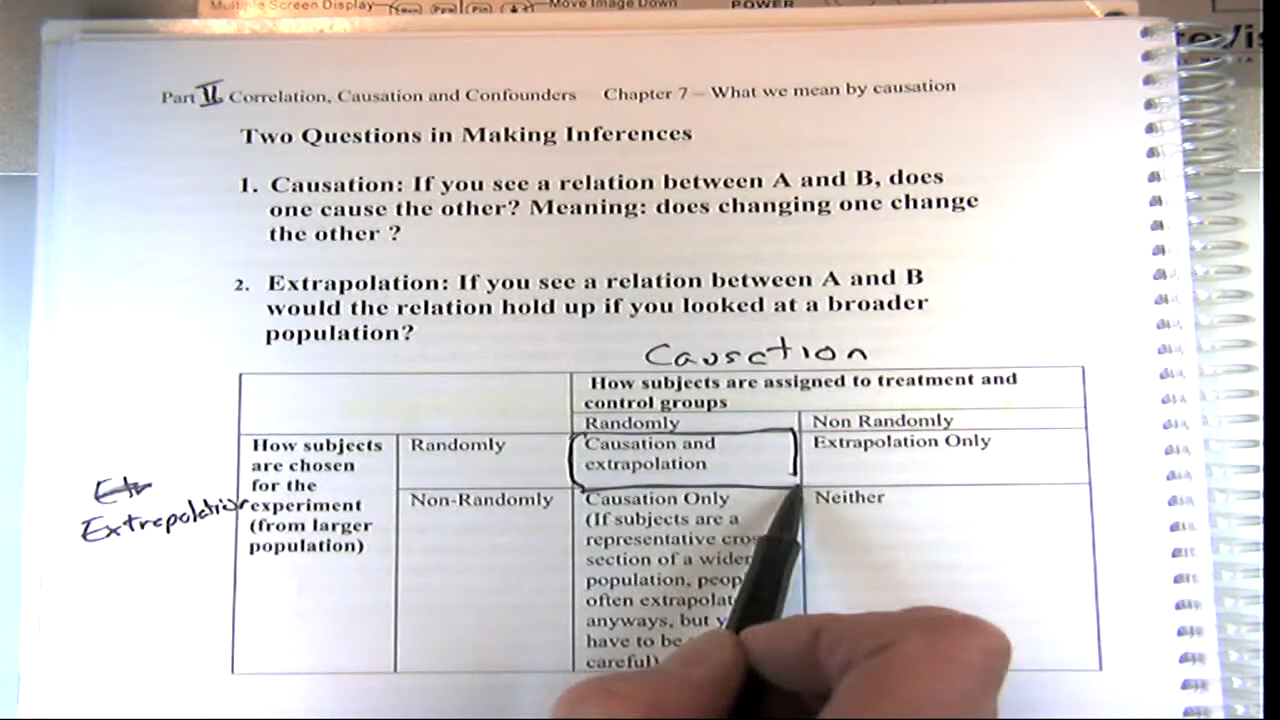 Multiple Screen Display
Move Image Down
POWER
Part II Correlation, Causation and Confounders Chapter 7 – What we mean by causation
Two Questions in Making Inferences
1. Causation: If you see a relation between A and B, does
one cause the other? Meaning: does changing one change
the other ?
2. Extrapolation: If you see a relation between A and B
would the relation hold up if you looked at a broader
population?
Causation
How subjects are assigned to treatment and
control groups
Randomly
Non Randomly
How subjects
are chosen
for the
experiment
(from larger
population)
Extrapolation
Randomly
Causation and
extrapolation
Extrapolation Only
Non-Randomly
Causation Only
(If subjects are a
representative
section of a wider
population,
often
anyways, but
have to be
careful)
Neither